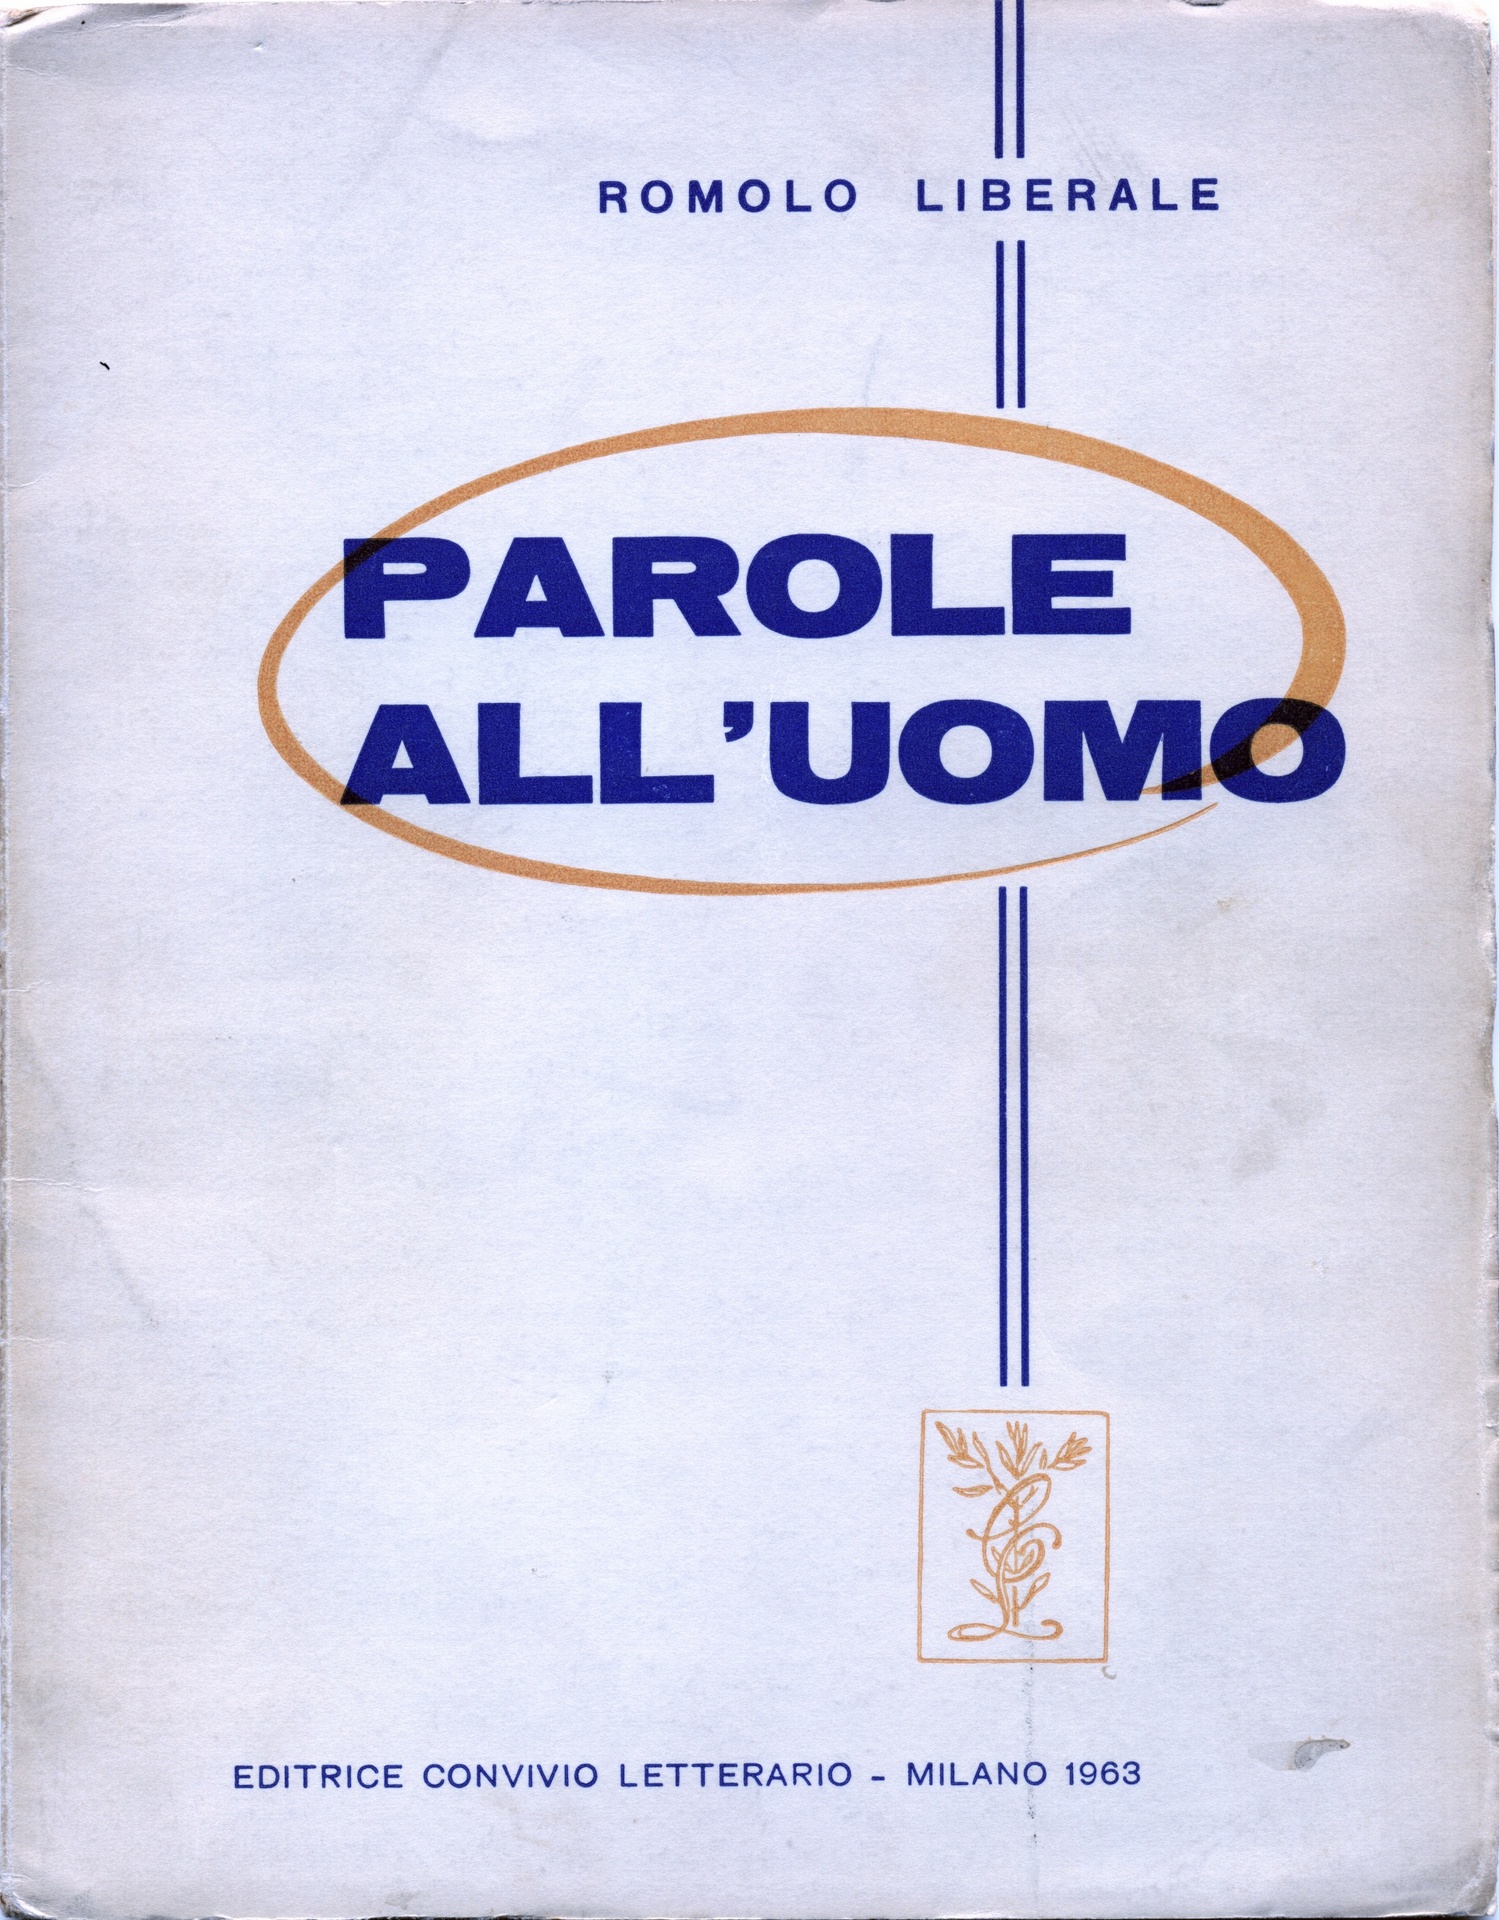 ROMOLO LIBERALE
PAROLE
ALL'UOMO
EDITRICE CONVIVIO LETTERARIO - MILANO 1963